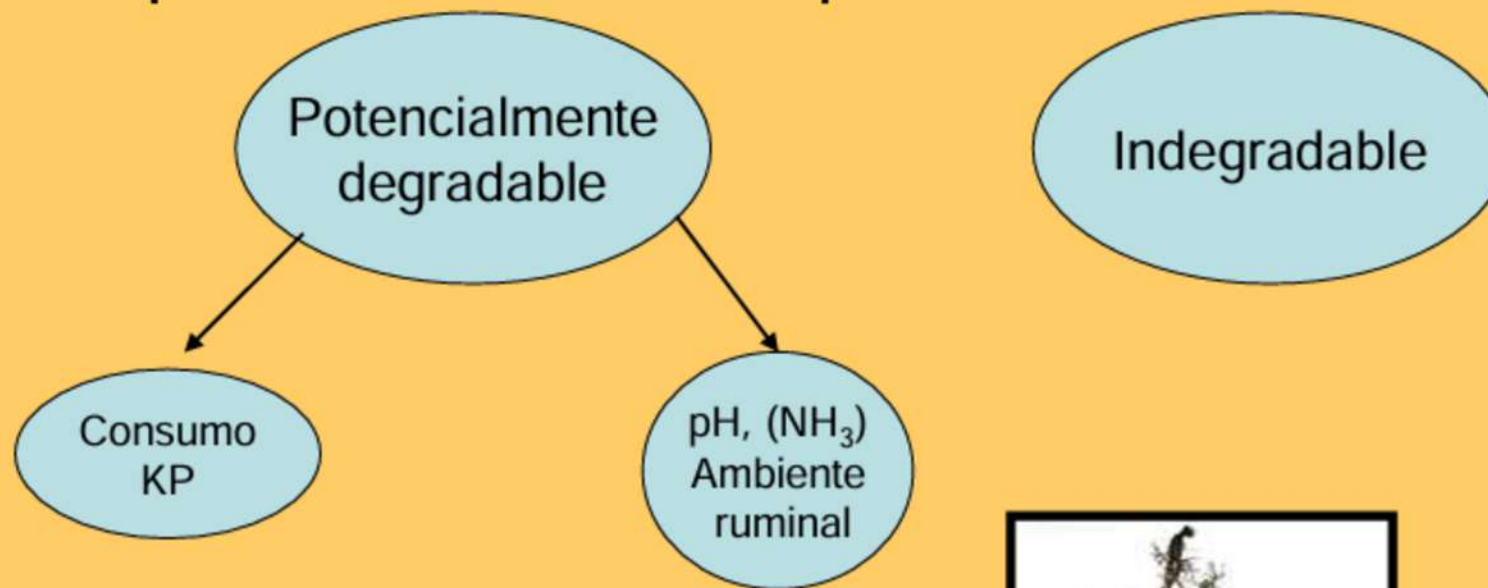 Potencialmente
degradable
Indegradable
Consumo
KP
pH, (NH₃)
Ambiente
ruminal